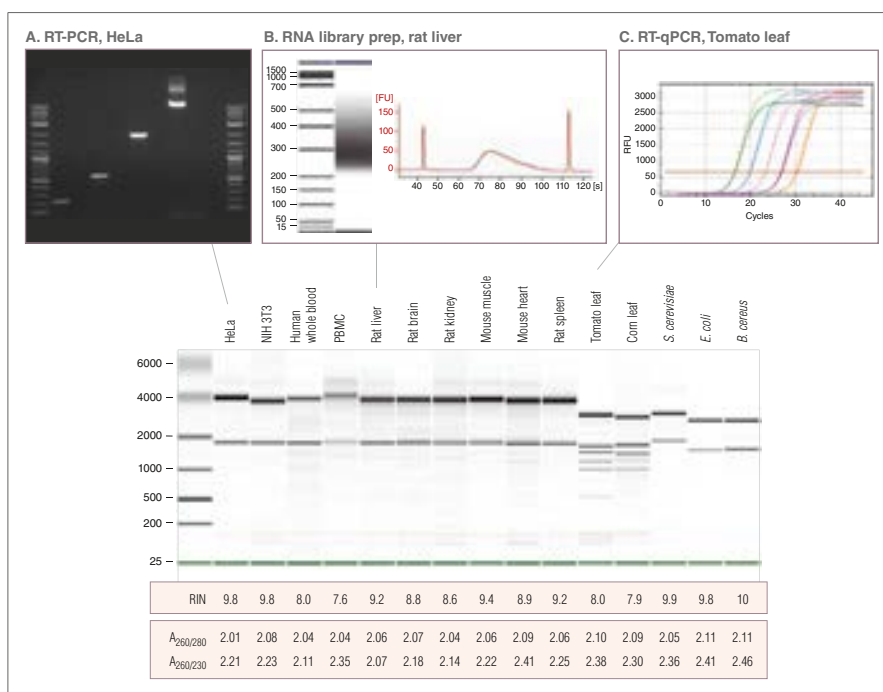 A. RT-PCR, HeLa
B. RNA library prep, rat liver
1500
1000
700
500
400
300
200
150
100
50
15
[FU]
150
100
50
0
40 50 60 70 80 90 100 110 120 [s]
C. RT-qPCR, Tomato leaf
RFU
3000
2500
2000
1500
1000
500
50
0
0 10 20 30 40
Cycles
HeLa
NIH 3T3
Human
whole blood
PBMC
Rat liver
Rat brain
Rat kidney
Mouse muscle
Mouse heart
Rat spleen
Tomato leaf
Corn leaf
S. cerevisiae
E. coli
B. cereus
6000
4000
2000
1000
500
200
25
RIN 9.8 9.8 8.0 7.6 9.2 8.8 8.6 9.4 8.9 9.2 8.0 7.9 9.9 9.8 10
A260/280 2.01 2.08 2.04 2.04 2.06 2.07 2.04 2.06 2.09 2.06 2.10 2.09 2.05 2.11 2.11
A260/230 2.21 2.23 2.11 2.35 2.07 2.18 2.14 2.22 2.41 2.25 2.38 2.30 2.36 2.41 2.46